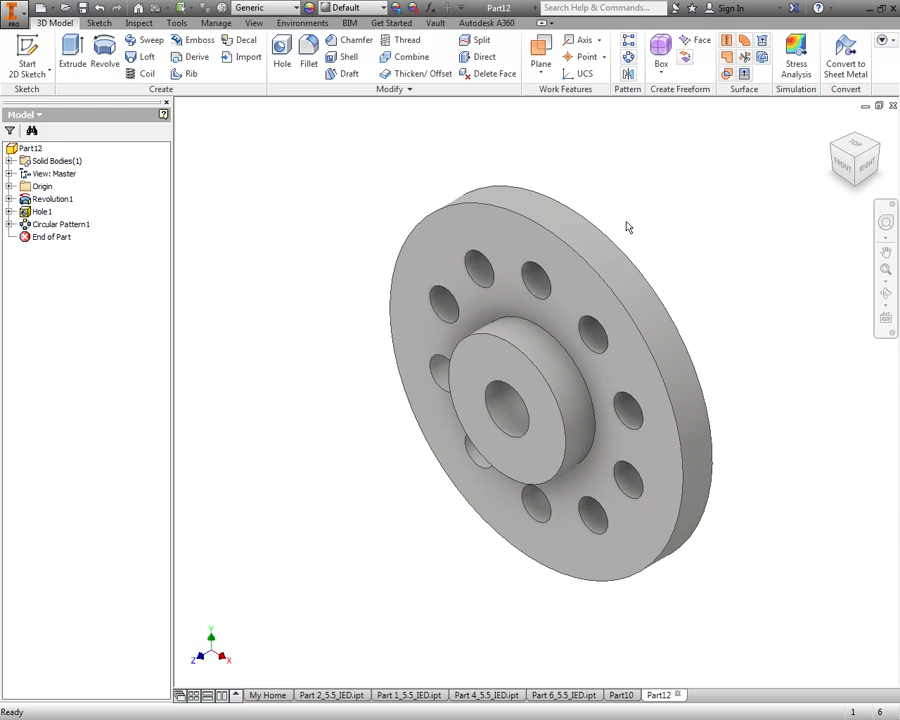 PRO
Generic
Default
Part12
Search Help & Commands...
Sign In
3D Model Sketch Inspect Tools Manage View Environments BIM Get Started Vault Autodesk A360
Start
2D Sketch
Sketch
Extrude
Revolve
Sweep
Loft
Coil
Emboss
Derive
Rib
Decal
Import
Create
Hole
Fillet
Chamfer
Shell
Draft
Thread
Combine
Thicken/ Offset
Split
Direct
Delete Face
Modify
Plane
Axis
Point
UCS
Work Features
Pattern
Box
Face
Create Freeform
Surface
Stress
Analysis
Simulation
Convert to
Sheet Metal
Convert
Model
Part12
Solid Bodies(1)
View: Master
Origin
Revolution1
Hole1
Circular Pattern1
End of Part
TOP
FRONT
RIGHT
Y
Z
X
My Home Part 2_5.5_IED.ipt Part 1_5.5_IED.ipt Part 4_5.5_IED.ipt Part 6_5.5_IED.ipt Part10 Part12
Ready
1 6